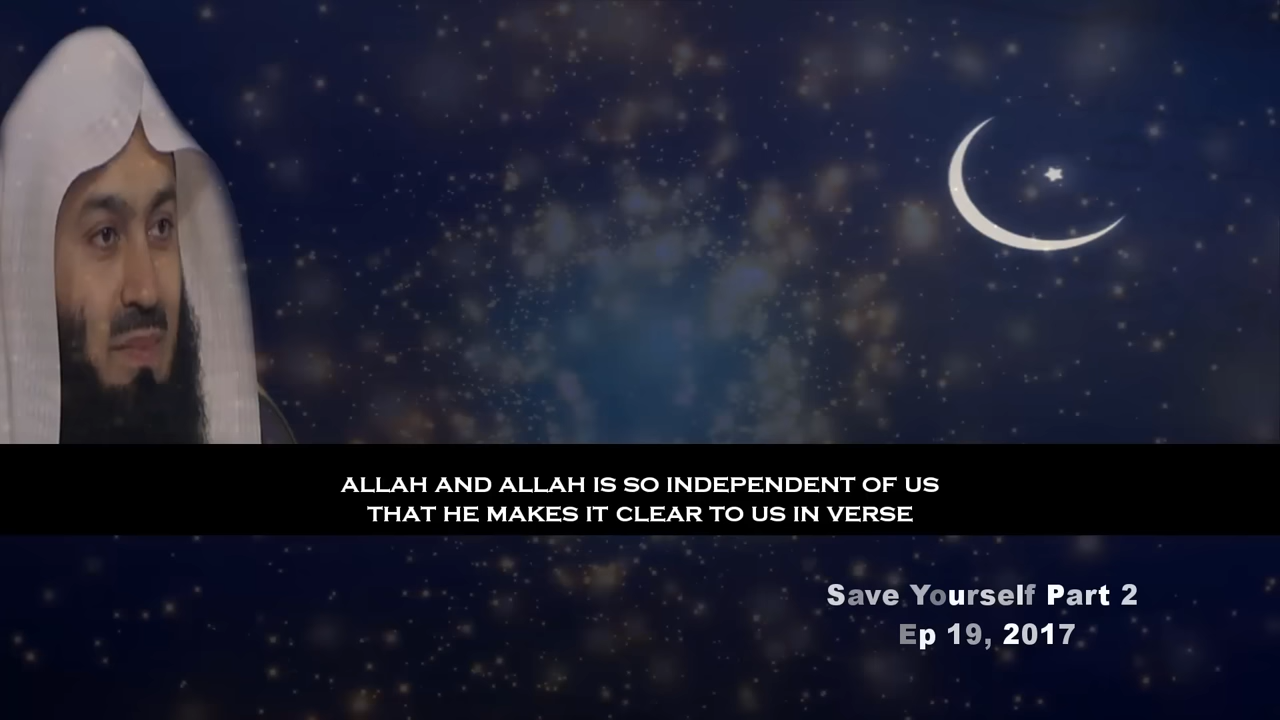 ALLAH AND ALLAH IS SO INDEPENDENT OF US
THAT HE MAKES IT CLEAR TO US IN VERSE
Save Yourself Part 2
Ep 19, 2017